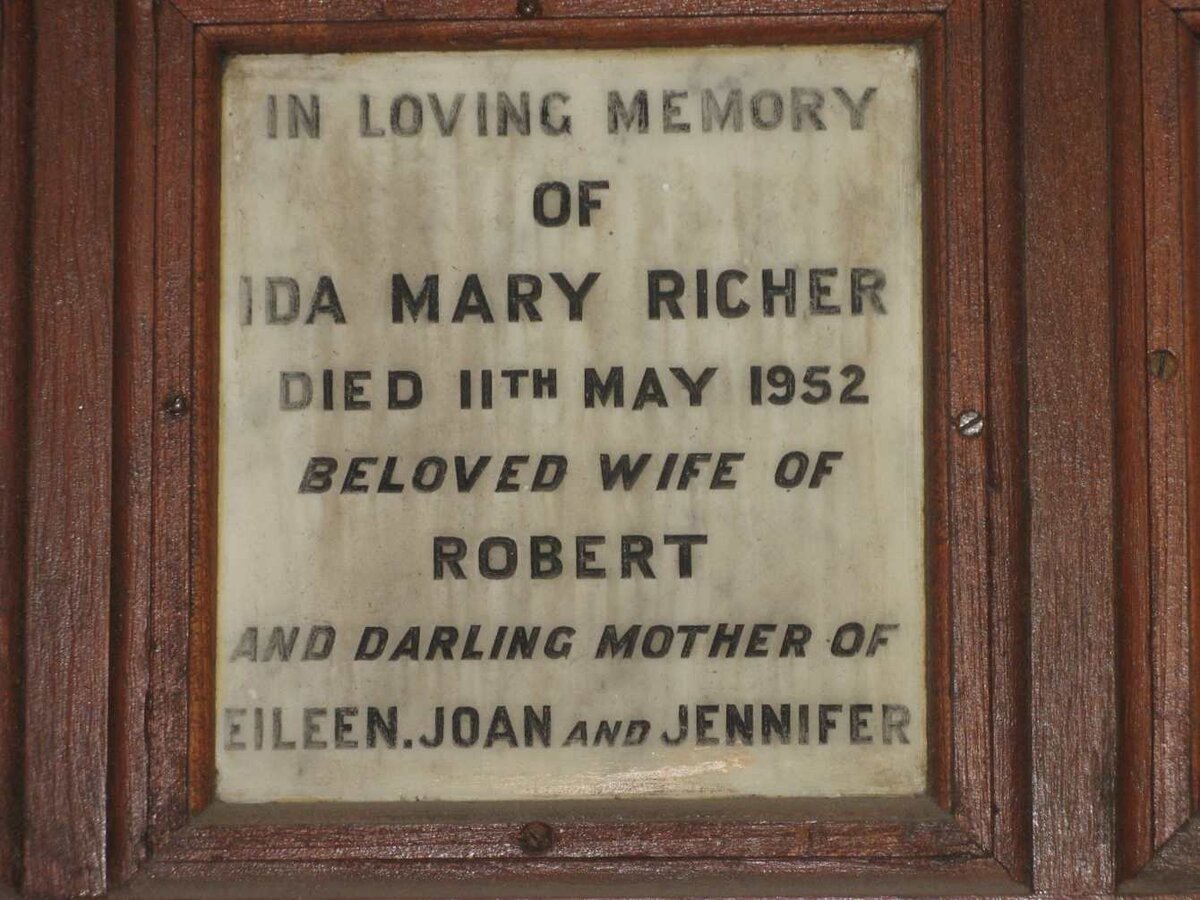 IN LOVING MEMORY
OF
IDA MARY RICHER
DIED 11TH MAY 1952
BELOVED WIFE OF
ROBERT
AND DARLING MOTHER OF
EILEEN. JOAN AND JENNIFER